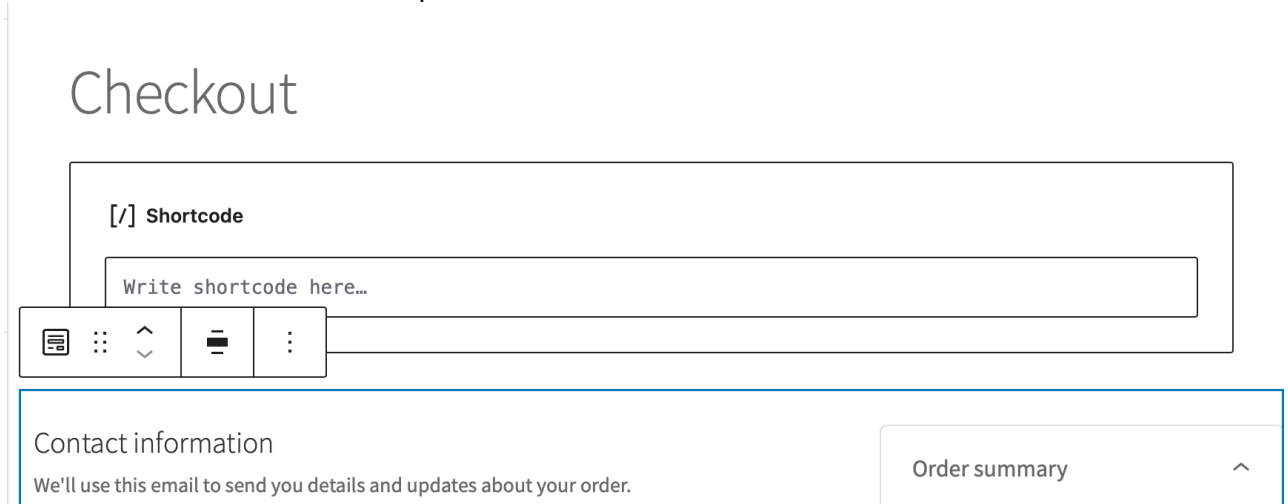 Checkout
[/] Shortcode
Write shortcode here…
Contact information
Order summary
We'll use this email to send you details and updates about your order.